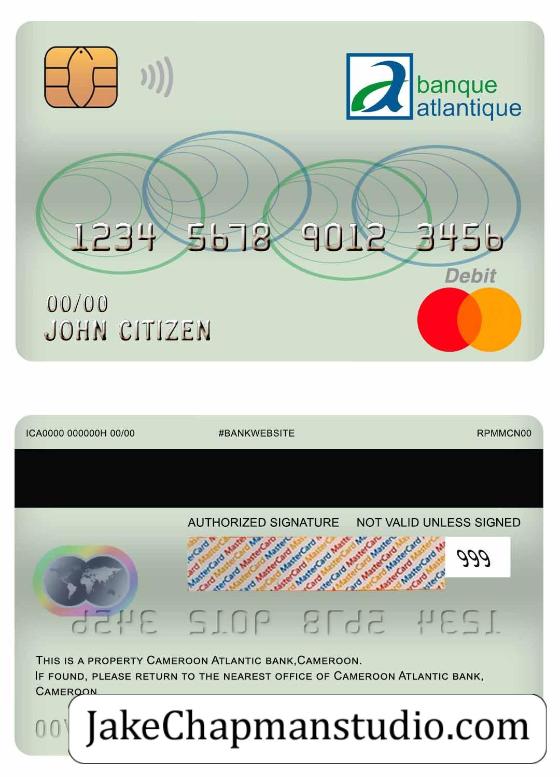 banque
atlantique
1234 5678 9012 3456
Debit
00/00
JOHN CITIZEN
ICA0000 000000H 00/00 #BANKWEBSITE RPMMCN00
AUTHORIZED SIGNATURE NOT VALID UNLESS SIGNED
MasterCard MasterCard MasterCard
999
THIS IS A PROPERTY CAMEROON ATLANTIC BANK,CAMEROON.
IF FOUND, PLEASE RETURN TO THE NEAREST OFFICE OF CAMEROON ATLANTIC BANK,
CAMEROON
JakeChapmanstudio.com